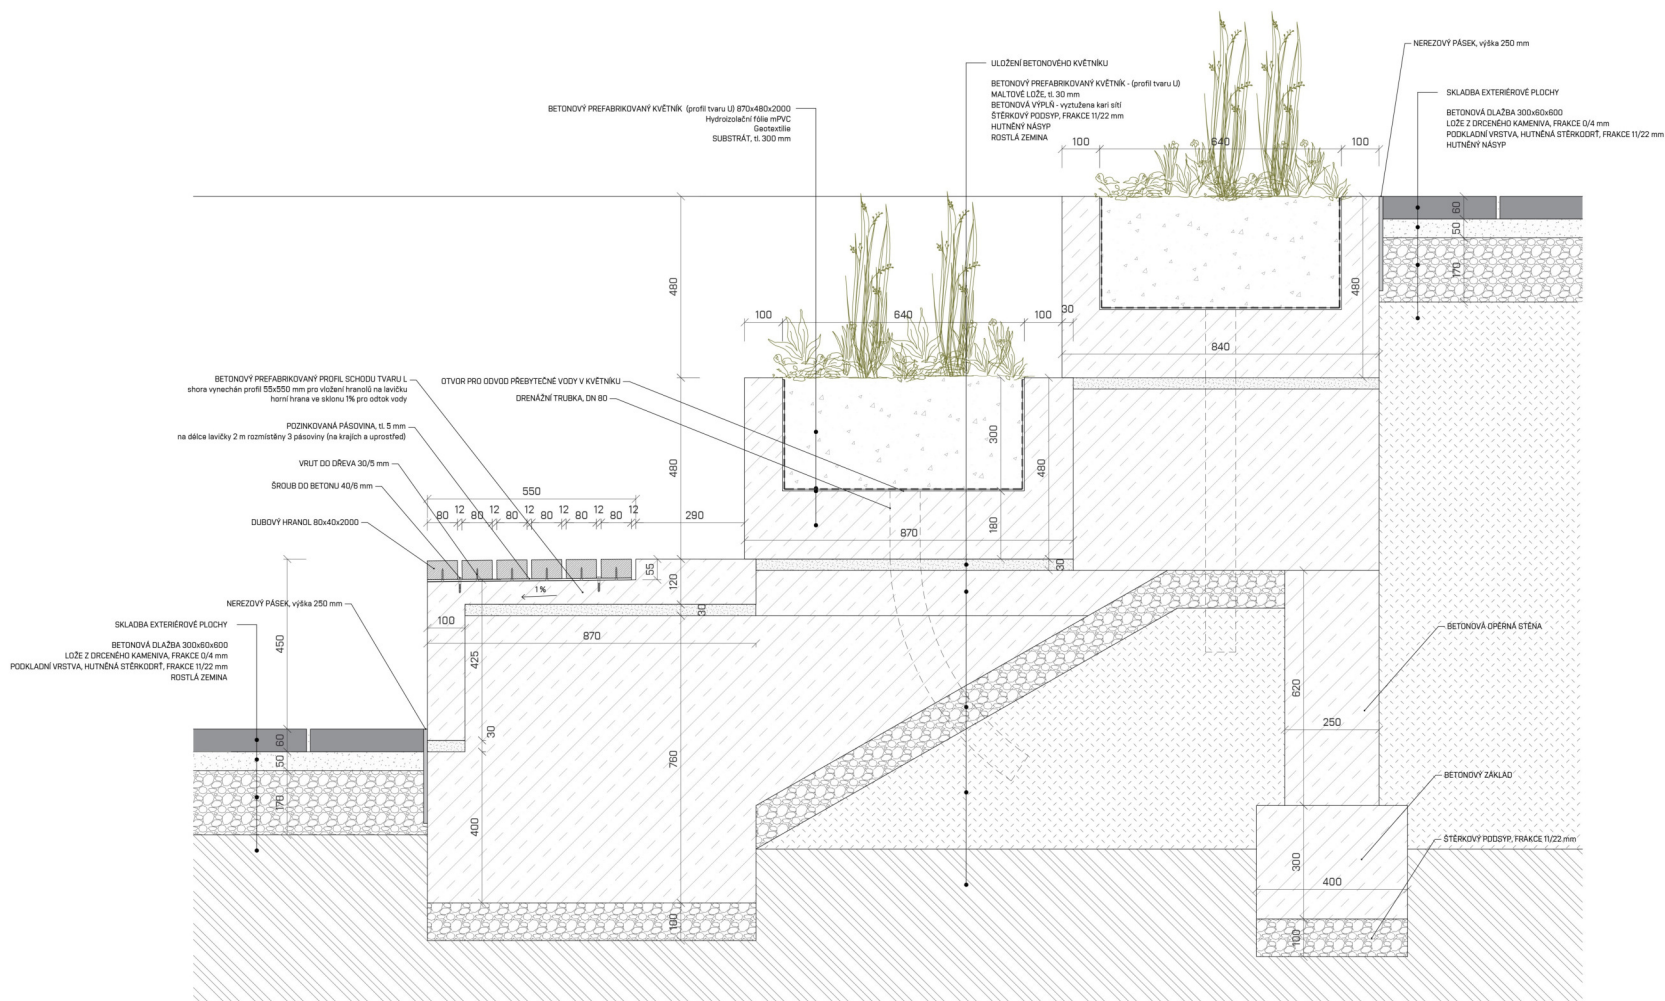 NEREZOVÝ PÁSEK, výška 250 mm
ULOŽENÍ BETONOVÉHO KVĚTNÍKU
BETONOVÝ PREFABRIKOVANÝ KVĚTNÍK - (profil tvaru U)
MALTOVÉ LOŽE, tl. 30 mm
BETONOVÁ VÝPLŇ - vyztužena kari sítí
ŠTĚRKOVÝ PODSYP, FRAKCE 11/22 mm
HUTNĚNÝ NÁSYP
ROSTLÁ ZEMINA
SKLADBA EXTERIÉROVÉ PLOCHY
BETONOVÁ DLAŽBA 300x60x600
LOŽE Z DRCENÉHO KAMENIVA, FRAKCE 0/4 mm
PODKLADNÍ VRSTVA, HUTNĚNÁ STĚRKODRŤ, FRAKCE 11/22 mm
HUTNĚNÝ NÁSYP
BETONOVÝ PREFABRIKOVANÝ KVĚTNÍK (profil tvaru U) 870x480x2000
Hydroizolační fólie mPVC
Geotextilie
SUBSTRÁT, tl. 300 mm
100
640
100
60
50
170
480
480
100
640
100
30
840
BETONOVÝ PREFABRIKOVANÝ PROFIL SCHODU TVARU L
shora vynechán profil 55x550 mm pro vložení hranolů na lavičku
horní hrana ve sklonu 1% pro odtok vody
OTVOR PRO ODVOD PŘEBYTEČNÉ VODY V KVĚTNÍKU
DRENÁŽNÍ TRUBKA, DN 80
POZINKOVANÁ PÁSOVINA, tl. 5 mm
na délce lavičky 2 m rozmístěny 3 pásoviny (na krajích a uprostřed)
VRUT DO DŘEVA 30/5 mm
ŠROUB DO BETONU 40/6 mm
DUBOVÝ HRANOL 80x40x2000
300
480
480
550
80 12 80 12 80 12 80 12 80 12 80 12
290
180
870
30
55
120
1%
30
NEREZOVÝ PÁSEK, výška 250 mm
SKLADBA EXTERIÉROVÉ PLOCHY
BETONOVÁ DLAŽBA 300x60x600
LOŽE Z DRCENÉHO KAMENIVA, FRAKCE 0/4 mm
PODKLADNÍ VRSTVA, HUTNĚNÁ STĚRKODRŤ, FRAKCE 11/22 mm
ROSTLÁ ZEMINA
450
100
870
425
30
760
400
60
50
170
100
BETONOVÁ OPĚRNÁ STĚNA
620
250
BETONOVÝ ZÁKLAD
ŠTĚRKOVÝ PODSYP, FRAKCE 11/22 mm
300
400
100